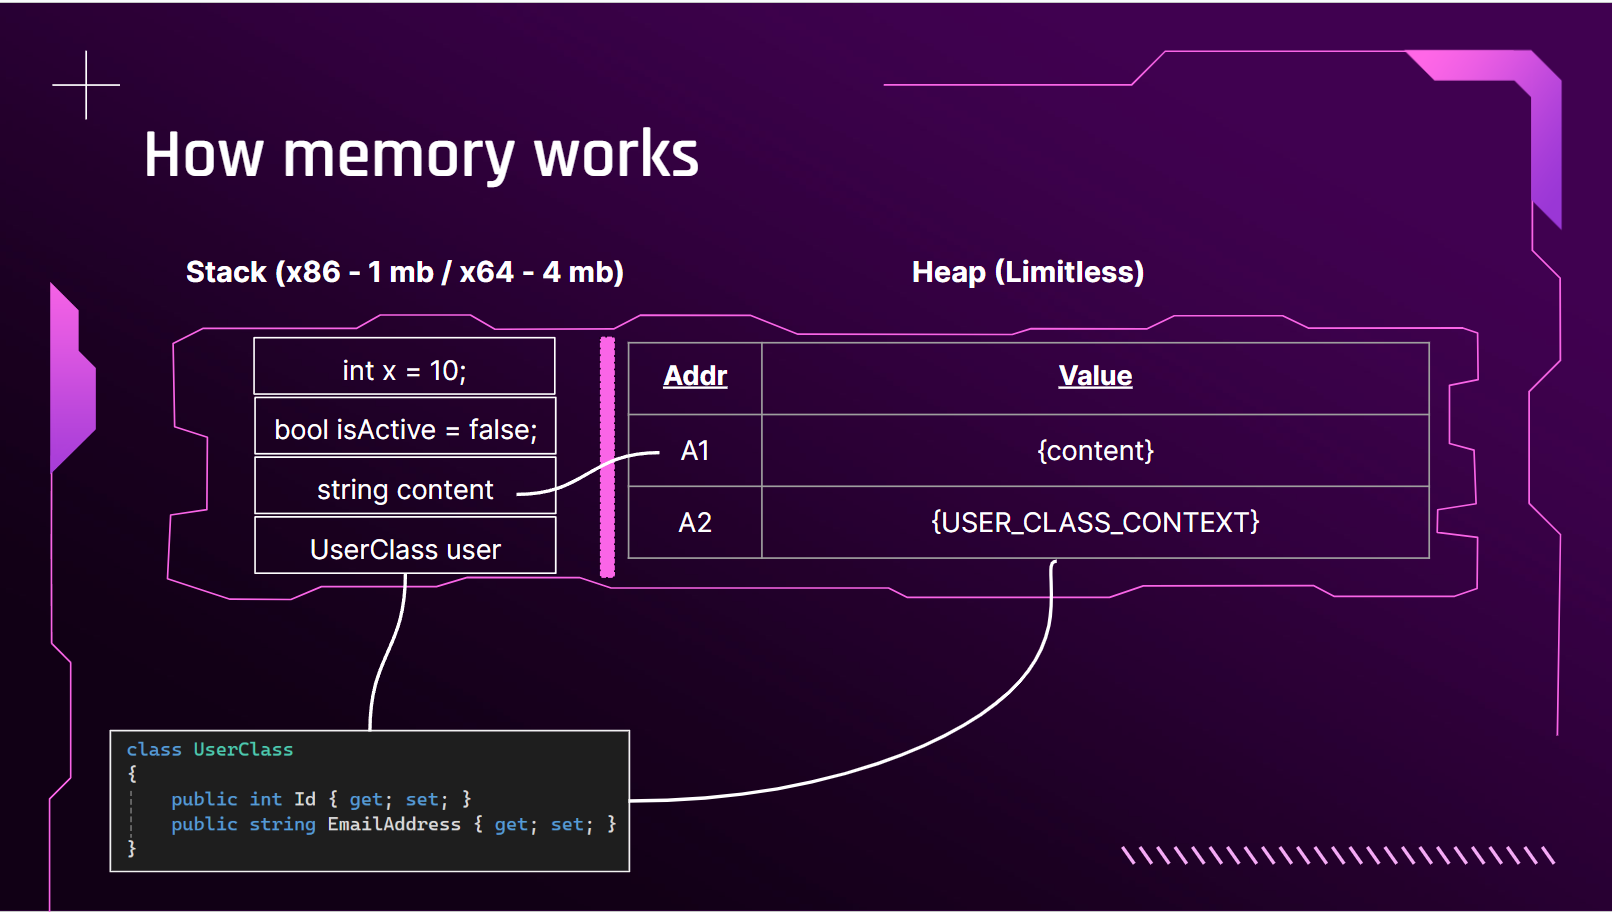 How memory works
Stack (x86 - 1 mb / x64 - 4 mb)
Heap (Limitless)
int x = 10;
bool isActive = false;
string content
UserClass user
Addr Value
A1 {content}
A2 {USER_CLASS_CONTEXT}
class UserClass
{
public int Id { get; set; }
public string EmailAddress { get; set; }
}